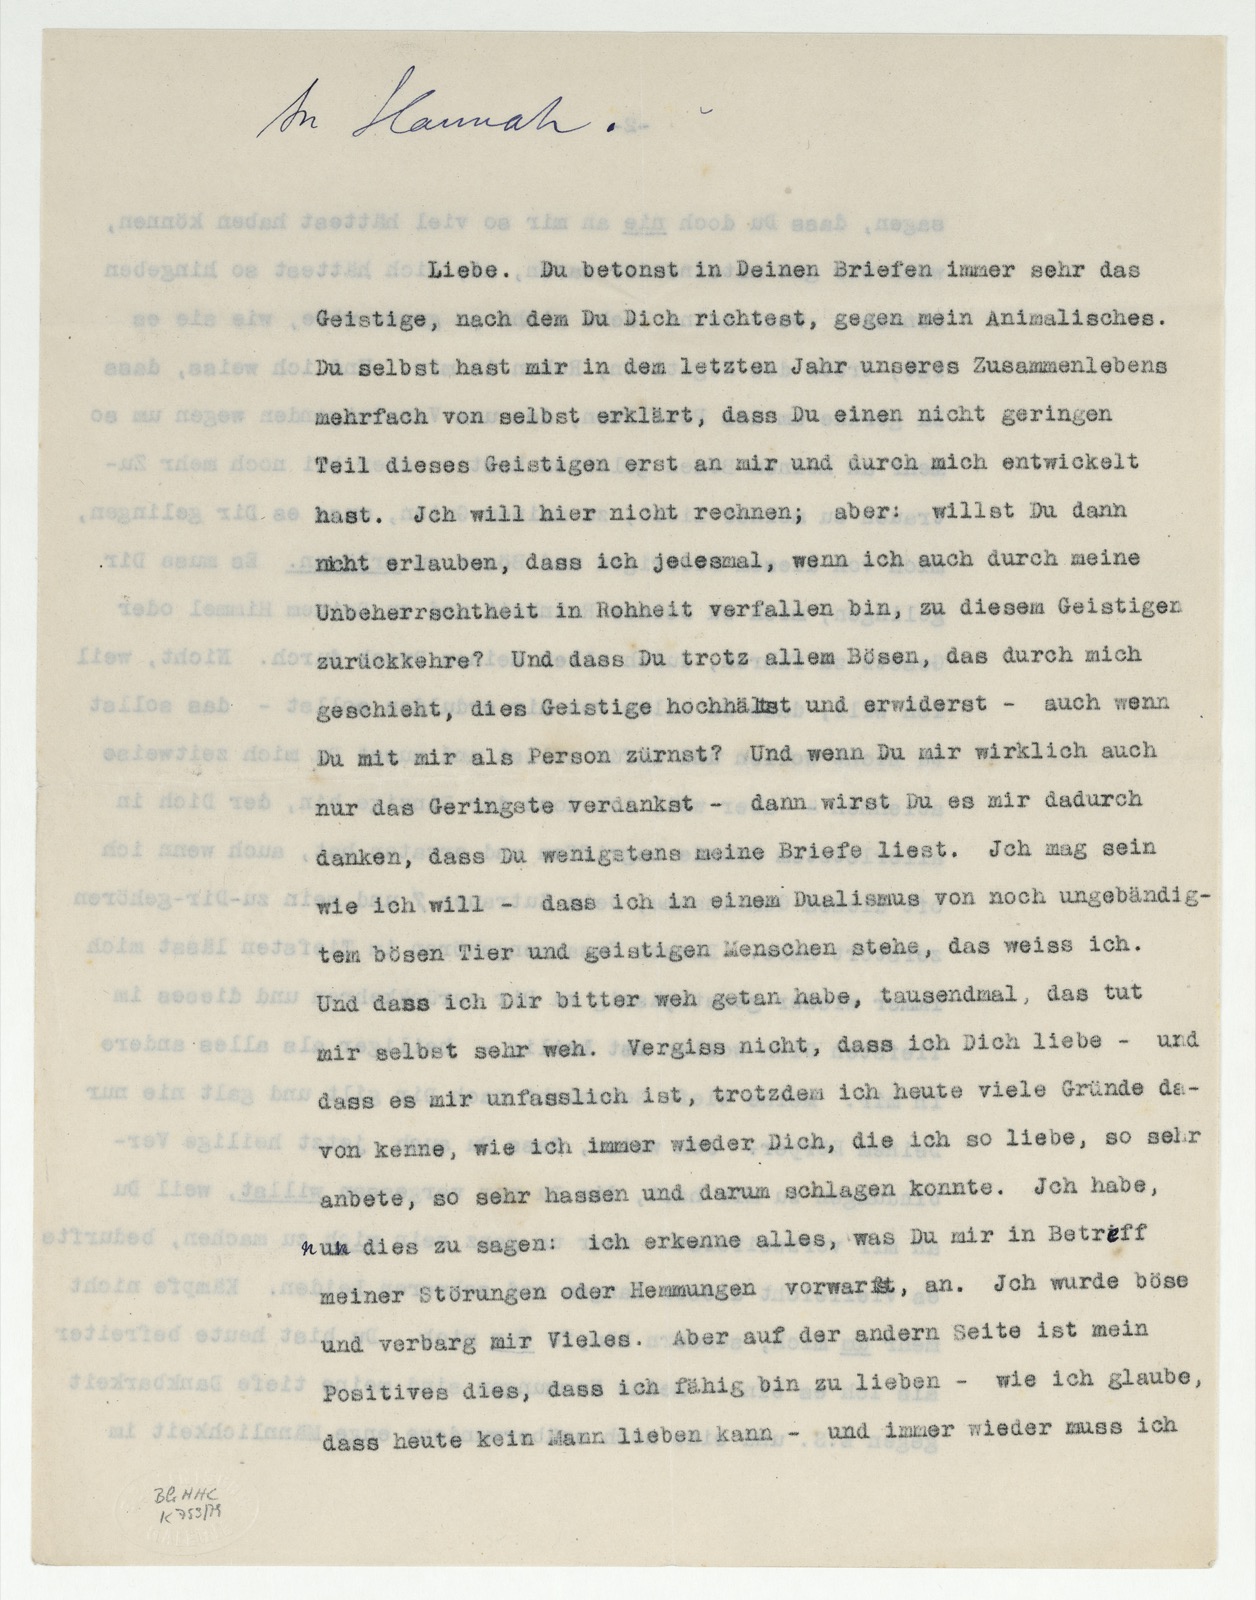 An Hannah.
Liebe. Du betonst in Deinen Briefen immer sehr das
Geistige, nach dem Du Dich richtest, gegen mein Animalisches.
Du selbst hast mir in dem letzten Jahr unseres Zusammenlebens
mehrfach von selbst erklärt, dass Du einen nicht geringen
Teil dieses Geistigen erst an mir und durch mich entwickelt
hast. Jch will hier nicht rechnen; aber: willst Du dann
nicht erlauben, dass ich jedesmal, wenn ich auch durch meine
Unbeherrschtheit in Rohheit verfallen bin, zu diesem Geistigen
zurückkehre? Und dass Du trotz allem Bösen, das durch mich
geschieht, dies Geistige hochhältst und erwiderst - auch wenn
Du mit mir als Person zürnst? Und wenn Du mir wirklich auch
nur das Geringste verdankst - dann wirst Du es mir dadurch
danken, dass Du wenigstens meine Briefe liest. Jch mag sein
wie ich will - dass ich in einem Dualismus von noch ungebändig-
tem bösen Tier und geistigen Menschen stehe, das weiss ich.
Und dass ich Dir bitter weh getan habe, tausendmal, das tut
mir selbst sehr weh. Vergiss nicht, dass ich Dich liebe - und
dass es mir unfasslich ist, trotzdem ich heute viele Gründe da-
von kenne, wie ich immer wieder Dich, die ich so liebe, so sehr
anbete, so sehr hassen und darum schlagen konnte. Jch habe,
nun dies zu sagen: ich erkenne alles, was Du mir in Betreff
meiner Störungen oder Hemmungen vorwarfst, an. Jch wurde böse
und verbarg mir Vieles. Aber auf der andern Seite ist mein
Positives dies, dass ich fähig bin zu lieben - wie ich glaube,
dass heute kein Mann lieben kann - und immer wieder muss ich
BG HHC
K 753/79